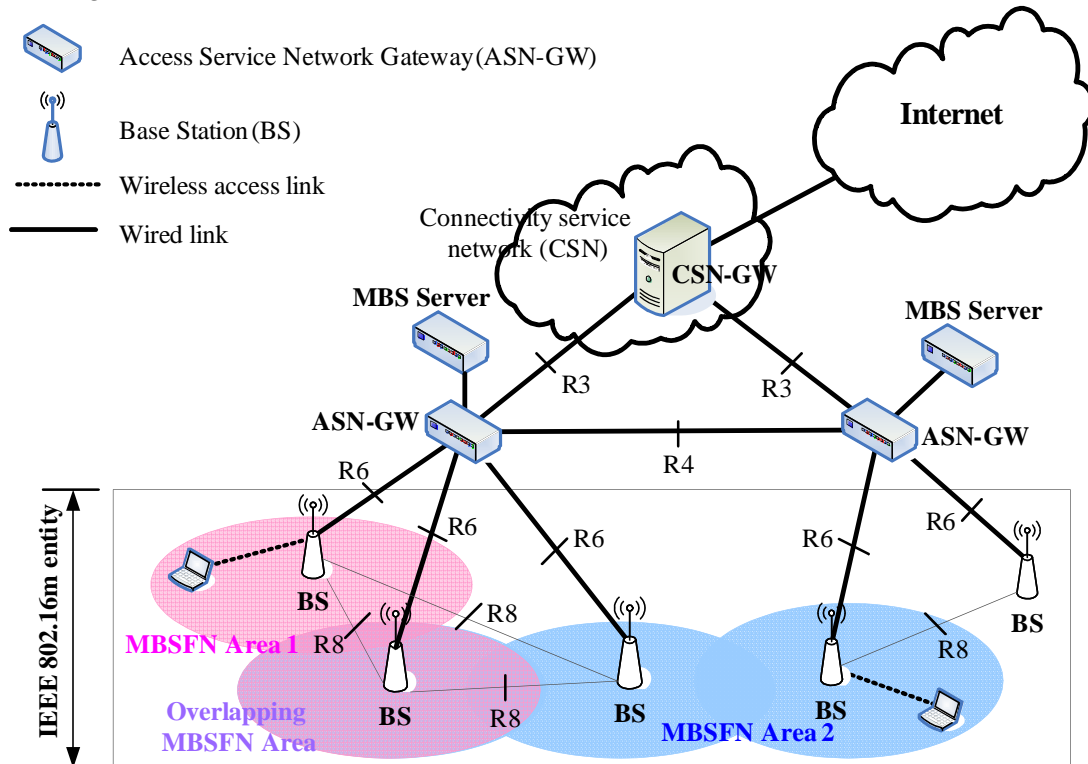 Access Service Network Gateway(ASN-GW)
Base Station(BS)
Wireless access link
Wired link
Internet
Connectivity service
network (CSN)
CSN-GW
MBS Server
MBS Server
R3
R3
ASN-GW
ASN-GW
R4
R6
R6
R6
R6
R6
IEEE 802.16m entity
BS
BS
MBSFN Area 1
R8
R8
R8
Overlapping
MBSFN Area
BS
R8
BS
BS
MBSFN Area 2